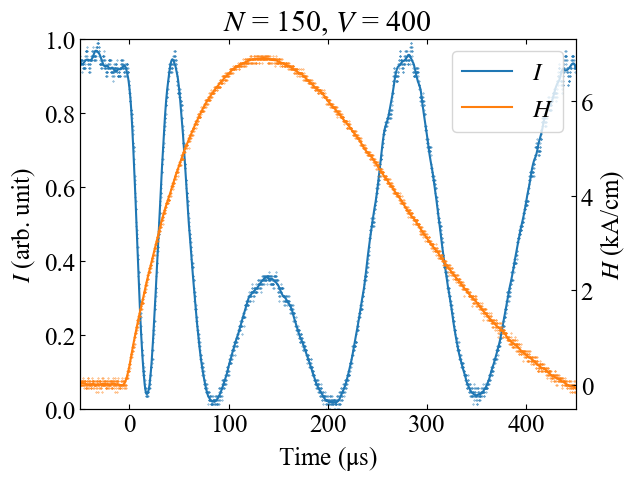 N = 150, V = 400
1.0
0.8
0.6
0.4
0.2
0.0
I (arb. unit)
I
H
6
4
2
0
H (kA/cm)
0 100 200 300 400
Time (μs)